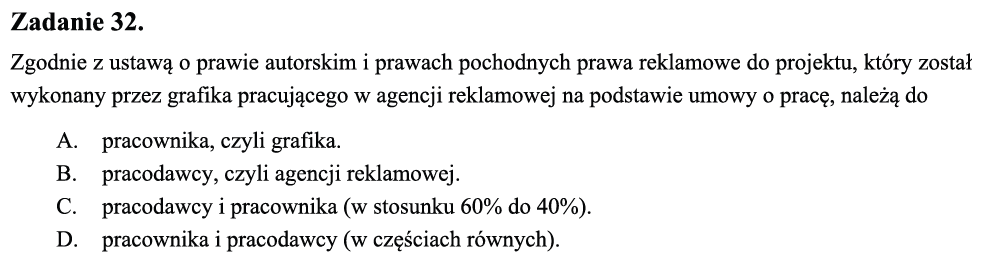 Zadanie 32.
Zgodnie z ustawą o prawie autorskim i prawach pochodnych prawa reklamowe do projektu, który został
wykonany przez grafika pracującego w agencji reklamowej na podstawie umowy o pracę, należą do
A. pracownika, czyli grafika.
B. pracodawcy, czyli agencji reklamowej.
C. pracodawcy i pracownika (w stosunku 60% do 40%).
D. pracownika i pracodawcy (w częściach równych).